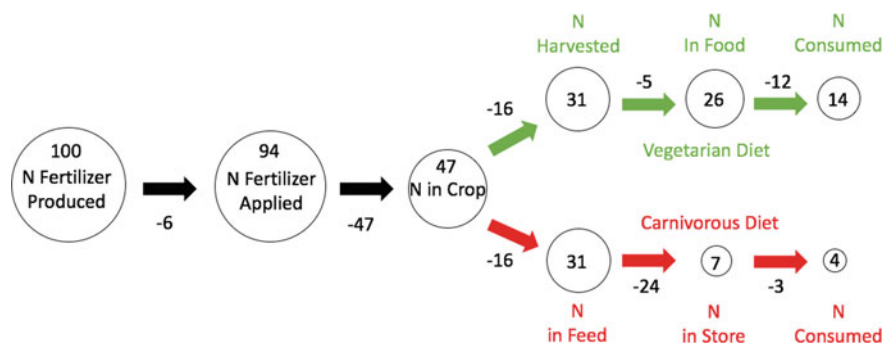 N
Harvested
N
In Food
N
Consumed
-16
31
-5
26
-12
14
Vegetarian Diet
100
N Fertilizer
Produced
-6
94
N Fertilizer
Applied
-47
47
N in Crop
Carnivorous Diet
-16
31
-24
7
-3
4
N
in Feed
N
in Store
N
Consumed